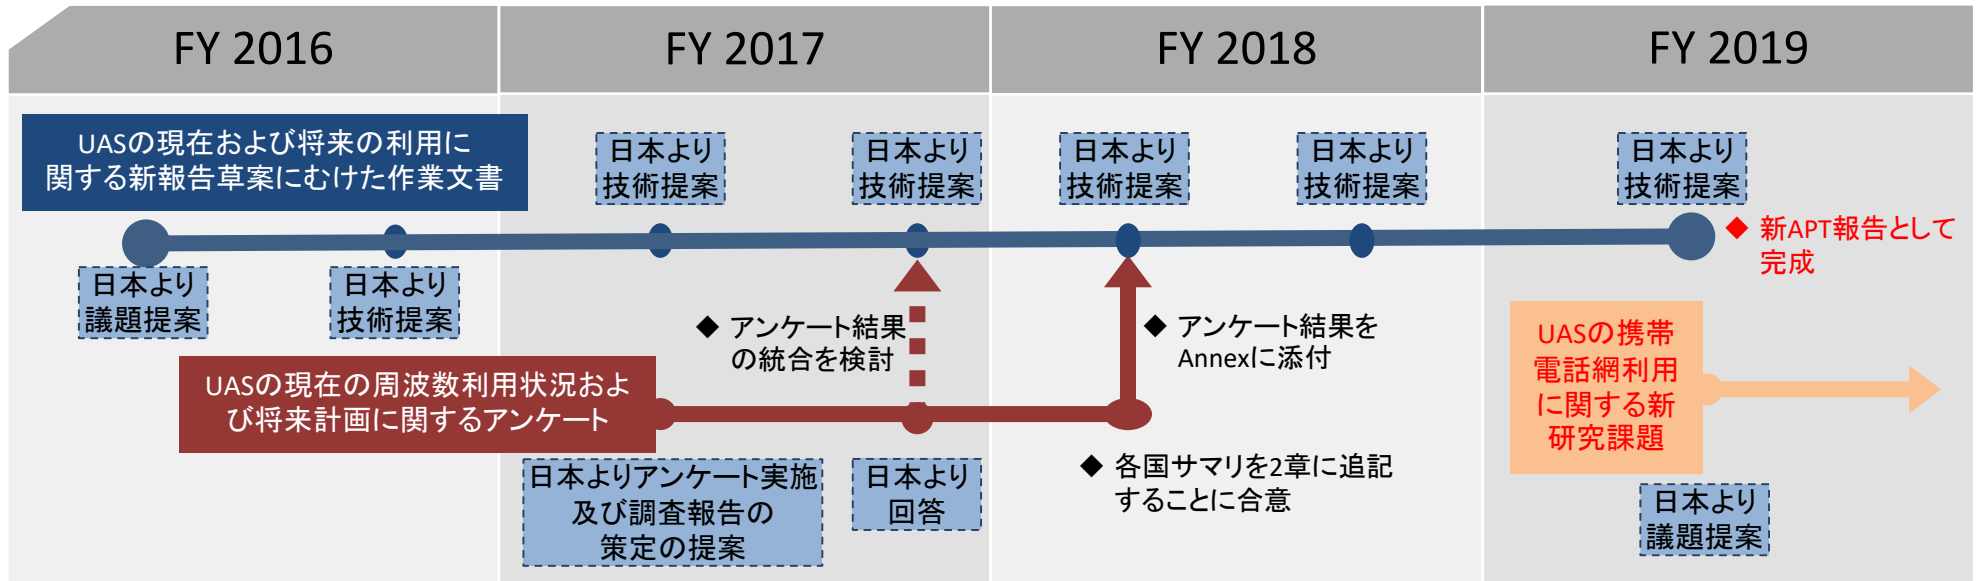 FY 2016
FY 2017
FY 2018
FY 2019
UASの現在および将来の利用に
関する新報告草案にむけた作業文書
日本より
技術提案
日本より
技術提案
日本より
技術提案
日本より
技術提案
日本より
技術提案
◆ 新APT報告として
完成
日本より
議題提案
日本より
技術提案
◆ アンケート結果
の統合を検討
◆ アンケート結果を
Annexに添付
UASの携帯
電話網利用
に関する新
研究課題
UASの現在の周波数利用状況およ
び将来計画に関するアンケート
日本よりアンケート実施
及び調査報告の
策定の提案
日本より
回答
◆ 各国サマリを2章に追記
することに合意
日本より
議題提案